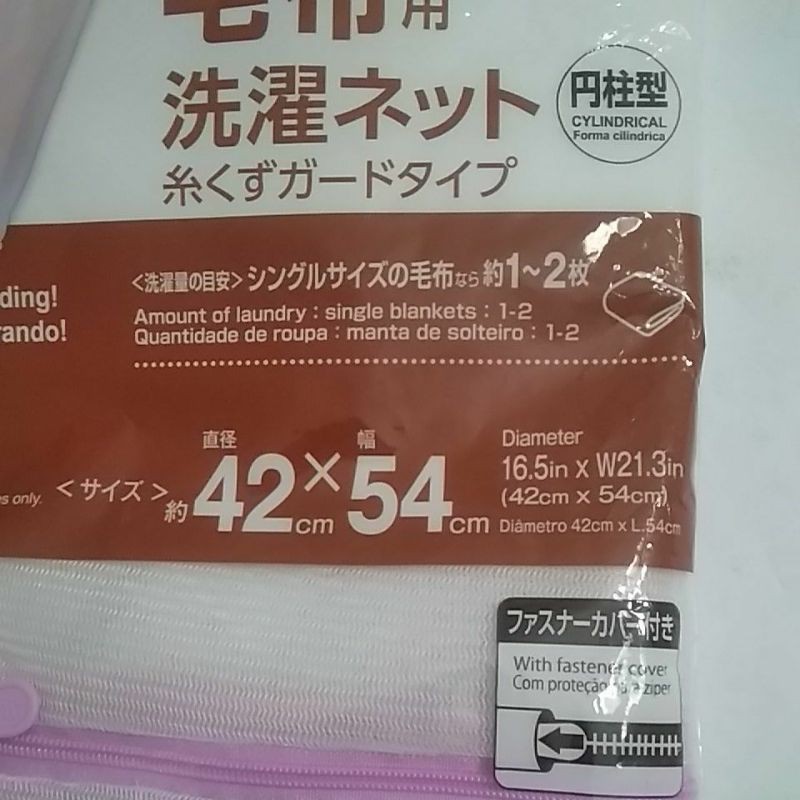 毛布用
洗濯ネット
糸くずガードタイプ
円柱型
CYLINDRICAL
Forma cilíndrica
ding!
rando!
<洗濯量の目安>シングルサイズの毛布なら約1~2枚
Amount of laundry : single blankets : 1-2
Quantidade de roupa : manta de solteiro : 1-2
s only.
<サイズ>
直径 幅
約42cm×54cm
Diameter
16.5in x W21.3in
(42cm x 54cm)
Diâmetro 42cm x L.54cm
ファスナーカバー付き
With fastener cover
Com proteção ziper